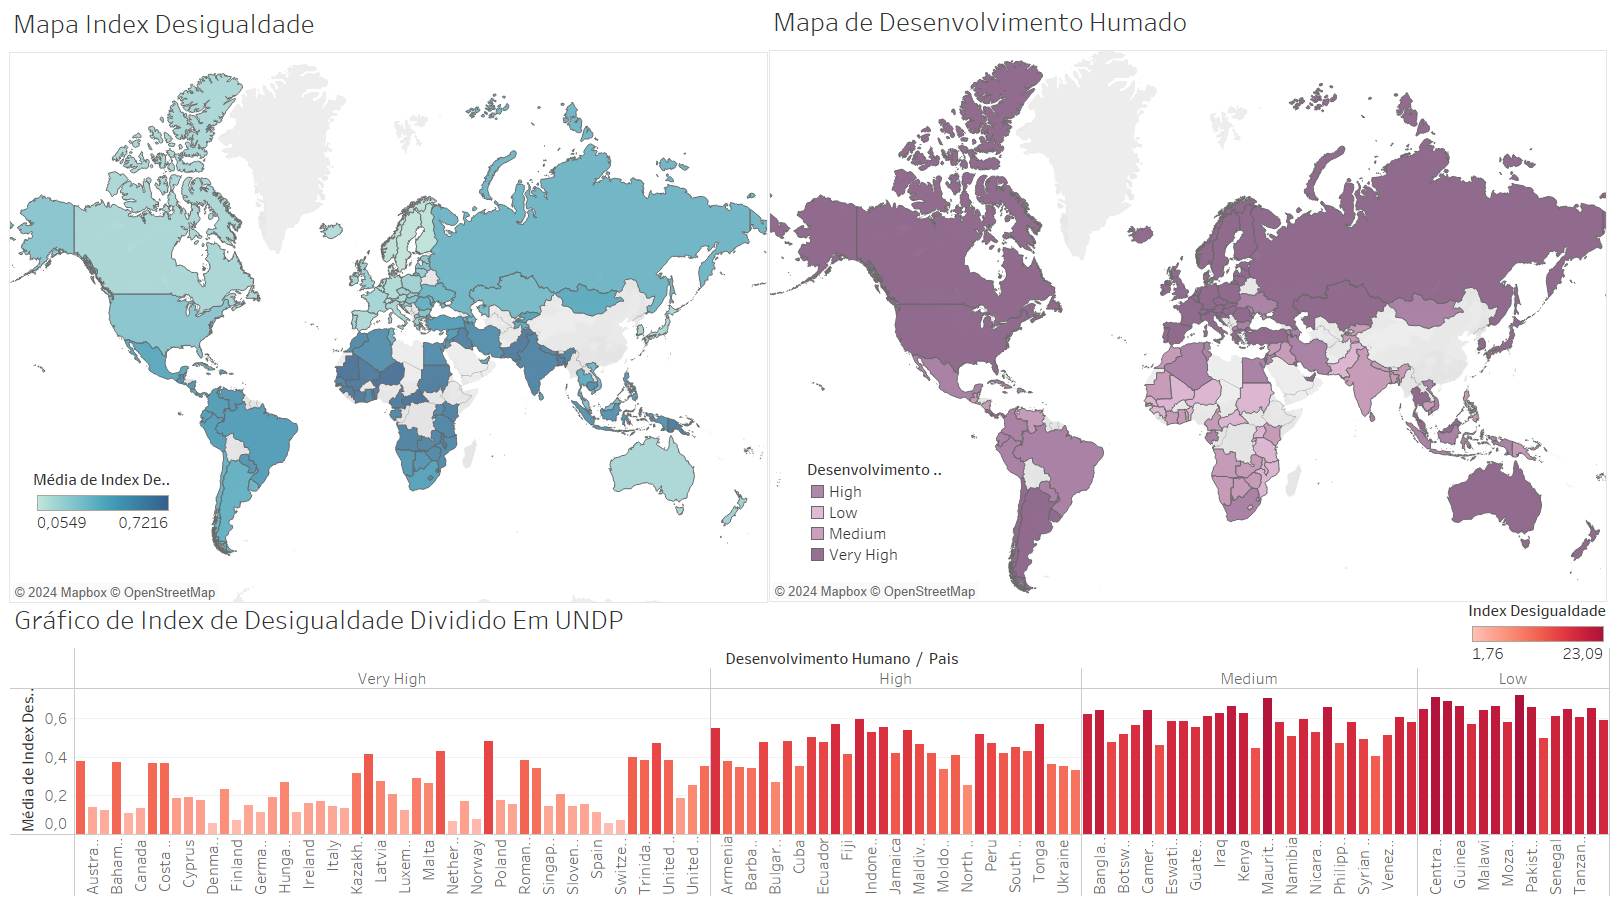 Mapa Index Desigualdade
Mapa de Desenvolvimento Humado
Média de Index De..
0,0549 0,7216
© 2024 Mapbox © OpenStreetMap
Desenvolvimento ..
High
Low
Medium
Very High
© 2024 Mapbox © OpenStreetMap
Gráfico de Index de Desigualdade Dividido Em UNDP
Index Desigualdade
1,76 23,09
Desenvolvimento Humano / Pais
Very High High Medium Low
Média de Index Des..
0,6
0,4
0,2
0,0
Austra..
Baham..
Canada
Costa ..
Cyprus
Denma..
Finland
Germa..
Hunga..
Ireland
Italy
Kazakh..
Latvia
Luxem..
Malta
Nether..
Norway
Poland
Roman..
Singap..
Sloven..
Spain
Switze..
Trinida..
United ..
United ..
Armenia
Barba..
Bulgar..
Cuba
Ecuador
Fiji
Indone..
Jamaica
Maldiv..
Moldo..
North ..
Peru
South ..
Tonga
Ukraine
Bangla..
Botsw..
Camer..
Eswati..
Guate..
Iraq
Kenya
Maurit..
Namibia
Nicara..
Philipp..
Syrian ..
Venez..
Centra..
Guinea
Malawi
Moza..
Pakist..
Senegal
Tanzan..